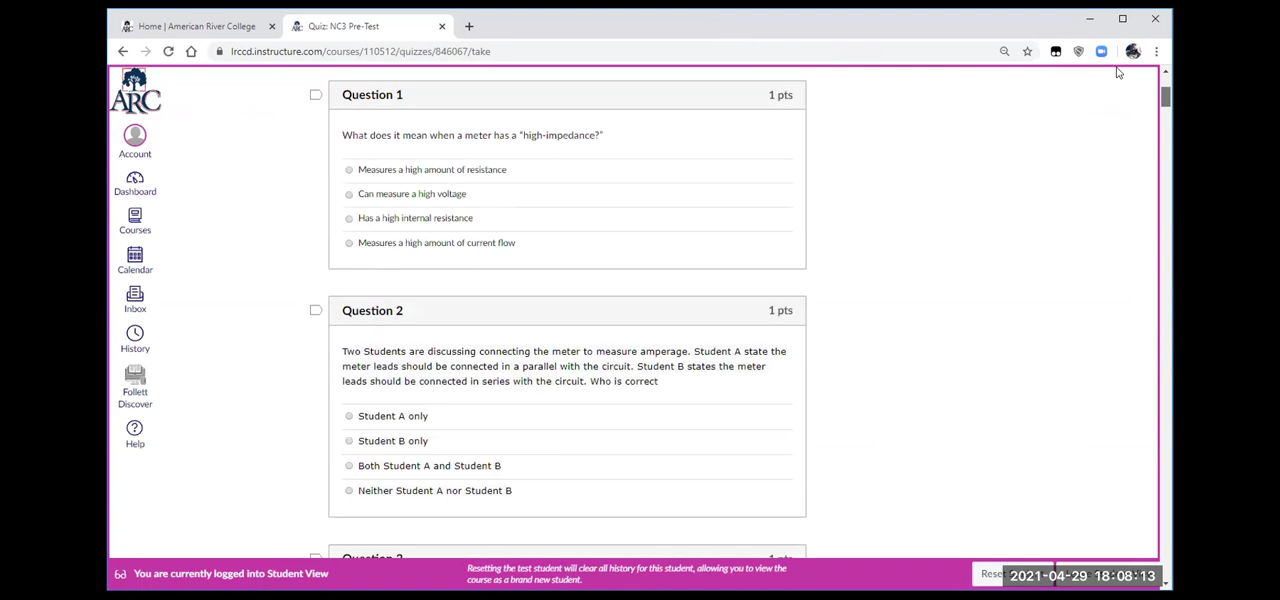 Home | American River College
Quiz: NC3 Pre-Test
lrccd.instructure.com/courses/110512/quizzes/846067/take
ARC
Account
Dashboard
Courses
Calendar
Inbox
History
Follett
Discover
Help
Question 1
1 pts
What does it mean when a meter has a "high-impedance?"
Measures a high amount of resistance
Can measure a high voltage
Has a high internal resistance
Measures a high amount of current flow
Question 2
1 pts
Two Students are discussing connecting the meter to measure amperage. Student A state the
meter leads should be connected in a parallel with the circuit. Student B states the meter
leads should be connected in series with the circuit. Who is correct
Student A only
Student B only
Both Student A and Student B
Neither Student A nor Student B
Question 3
You are currently logged into Student View
Resetting the test student will clear all history for this student, allowing you to view the
course as a brand new student.
Reset
2021-04-29 18:08:13